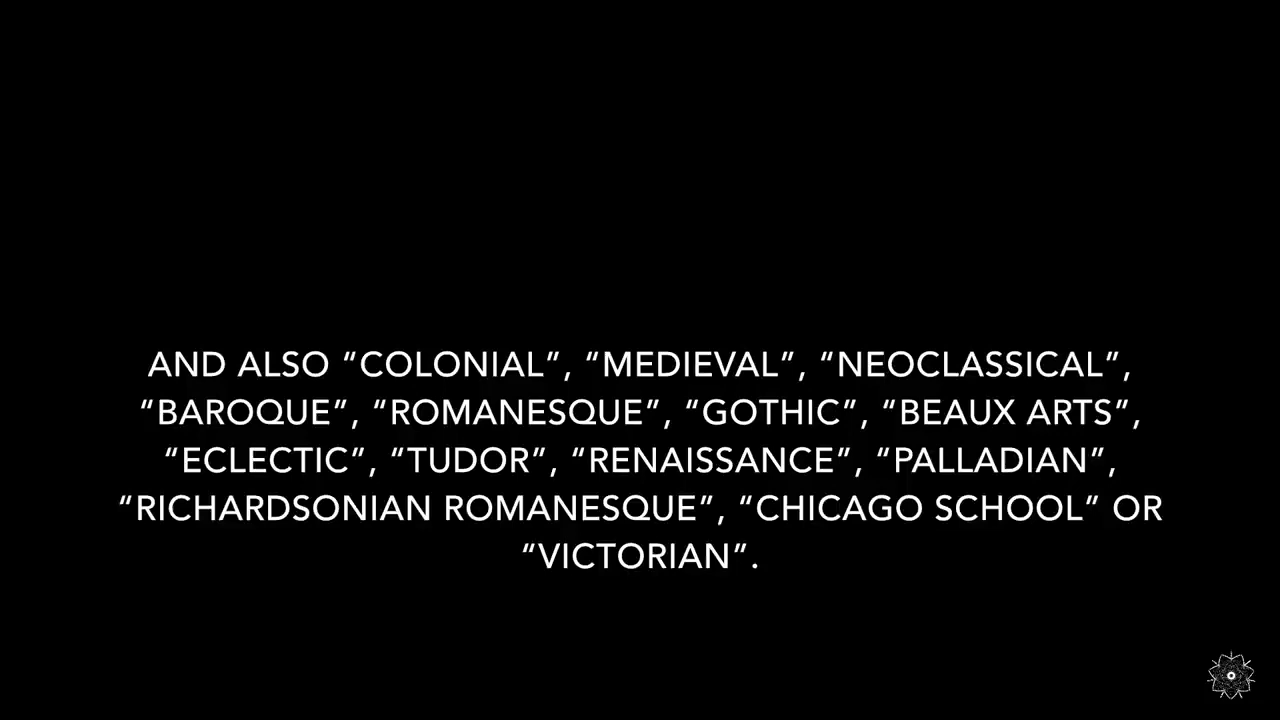 AND ALSO “COLONIAL”, “MEDIEVAL”, “NEOCLASSICAL”,
“BAROQUE”, “ROMANESQUE”, “GOTHIC”, “BEAUX ARTS”,
“ECLECTIC”, “TUDOR”, “RENAISSANCE”, “PALLADIAN”,
“RICHARDSONIAN ROMANESQUE”, “CHICAGO SCHOOL” OR
“VICTORIAN”.